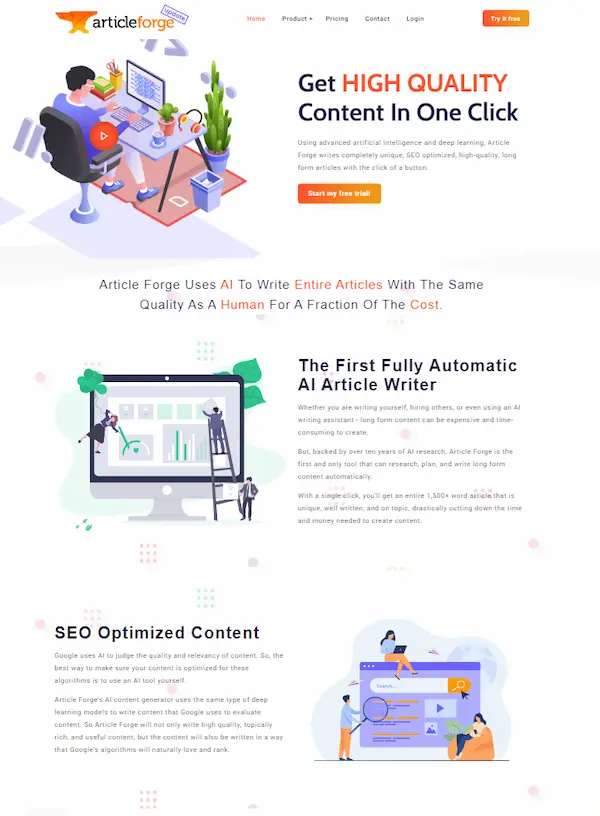 articleforge
update
Home Product Pricing Contact Login Try it free
Get HIGH QUALITY
Content In One Click
Using advanced artificial intelligence and deep learning, Article
Forge writes completely unique, SEO optimized, high-quality, long
form articles with the click of a button.
Start my free trial!
Article Forge Uses AI To Write Entire Articles With The Same
Quality As A Human For A Fraction Of The Cost.
The First Fully Automatic
AI Article Writer
Whether you are writing yourself, hiring others, or even using an AI
writing assistant - long form content can be expensive and time-
consuming to create.
But, backed by over ten years of AI research, Article Forge is the
first and only tool that can research, plan, and write long form
content automatically.
With a single click, you'll get an entire 1,500+ word article that is
unique, well written, and on topic, drastically cutting down the time
and money needed to create content.
SEO Optimized Content
Google uses AI to judge the quality and relevancy of content. So, the
best way to make sure your content is optimized for these
algorithms is to use an AI tool yourself.
Article Forge's AI content generator uses the same type of deep
learning models to write content that Google uses to evaluate
content. So Article Forge will not only write high quality, topically
rich, and useful content, but the content will also be written in a way
that Google's algorithms will naturally love and rank.
Search...